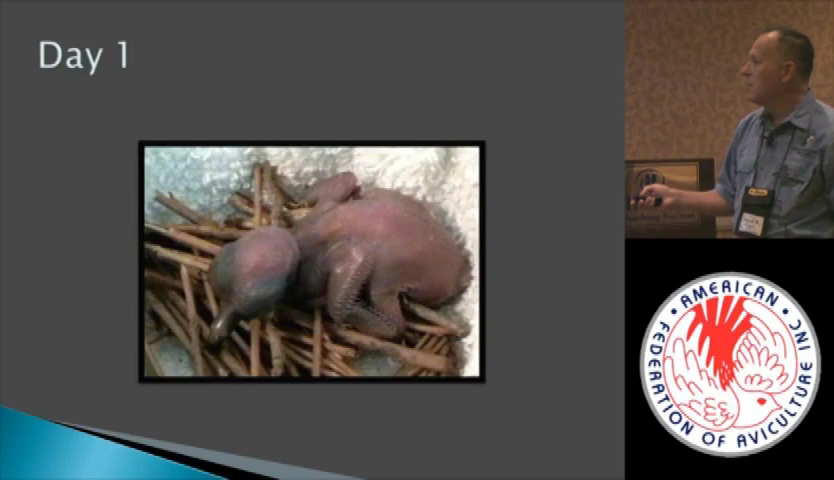 Day 1
• AMERICAN •
FEDERATION OF AVICULTURE INC